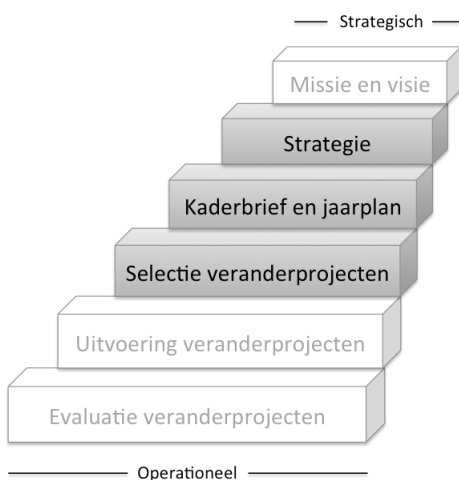 Strategisch
Missie en visie
Strategie
Kaderbrief en jaarplan
Selectie veranderprojecten
Uitvoering veranderprojecten
Evaluatie veranderprojecten
Operationeel